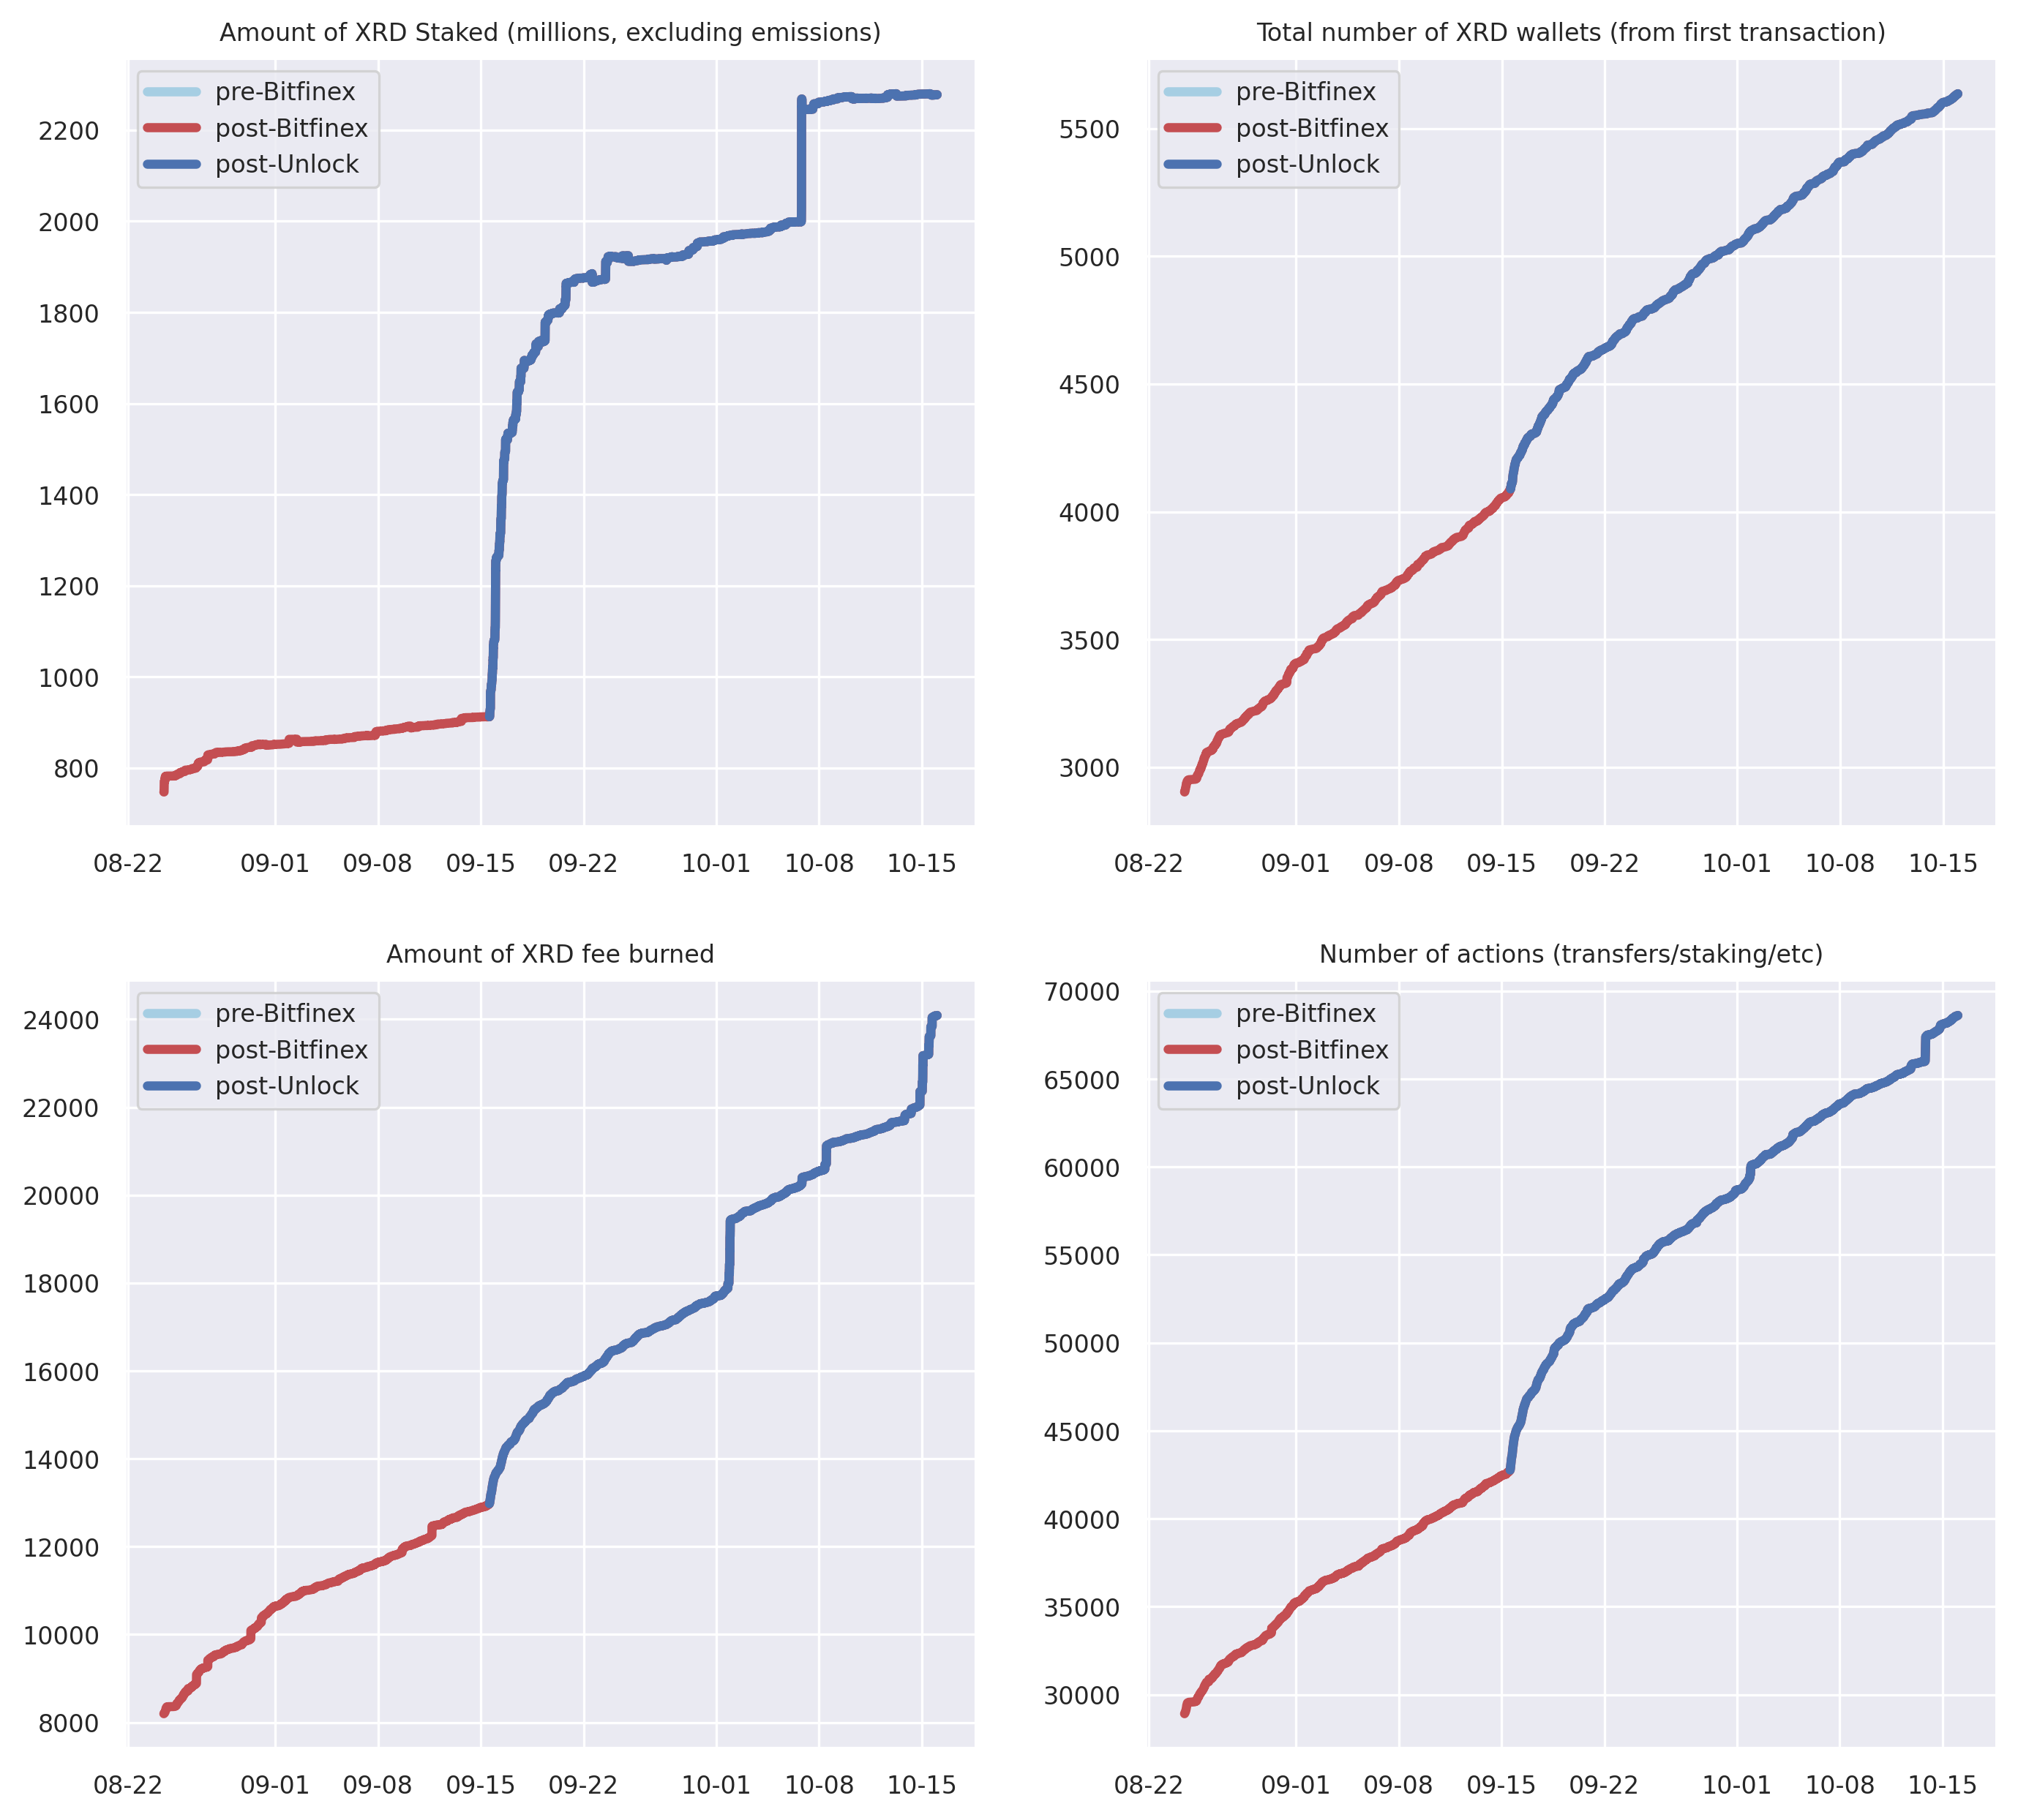 Amount of XRD Staked (millions, excluding emissions)
pre-Bitfinex
post-Bitfinex
post-Unlock
2200
2000
1800
1600
1400
1200
1000
800
08-22 09-01 09-08 09-15 09-22 10-01 10-08 10-15
Total number of XRD wallets (from first transaction)
pre-Bitfinex
post-Bitfinex
post-Unlock
5500
5000
4500
4000
3500
3000
08-22 09-01 09-08 09-15 09-22 10-01 10-08 10-15
Amount of XRD fee burned
pre-Bitfinex
post-Bitfinex
post-Unlock
24000
22000
20000
18000
16000
14000
12000
10000
8000
08-22 09-01 09-08 09-15 09-22 10-01 10-08 10-15
Number of actions (transfers/staking/etc)
pre-Bitfinex
post-Bitfinex
post-Unlock
70000
65000
60000
55000
50000
45000
40000
35000
30000
08-22 09-01 09-08 09-15 09-22 10-01 10-08 10-15